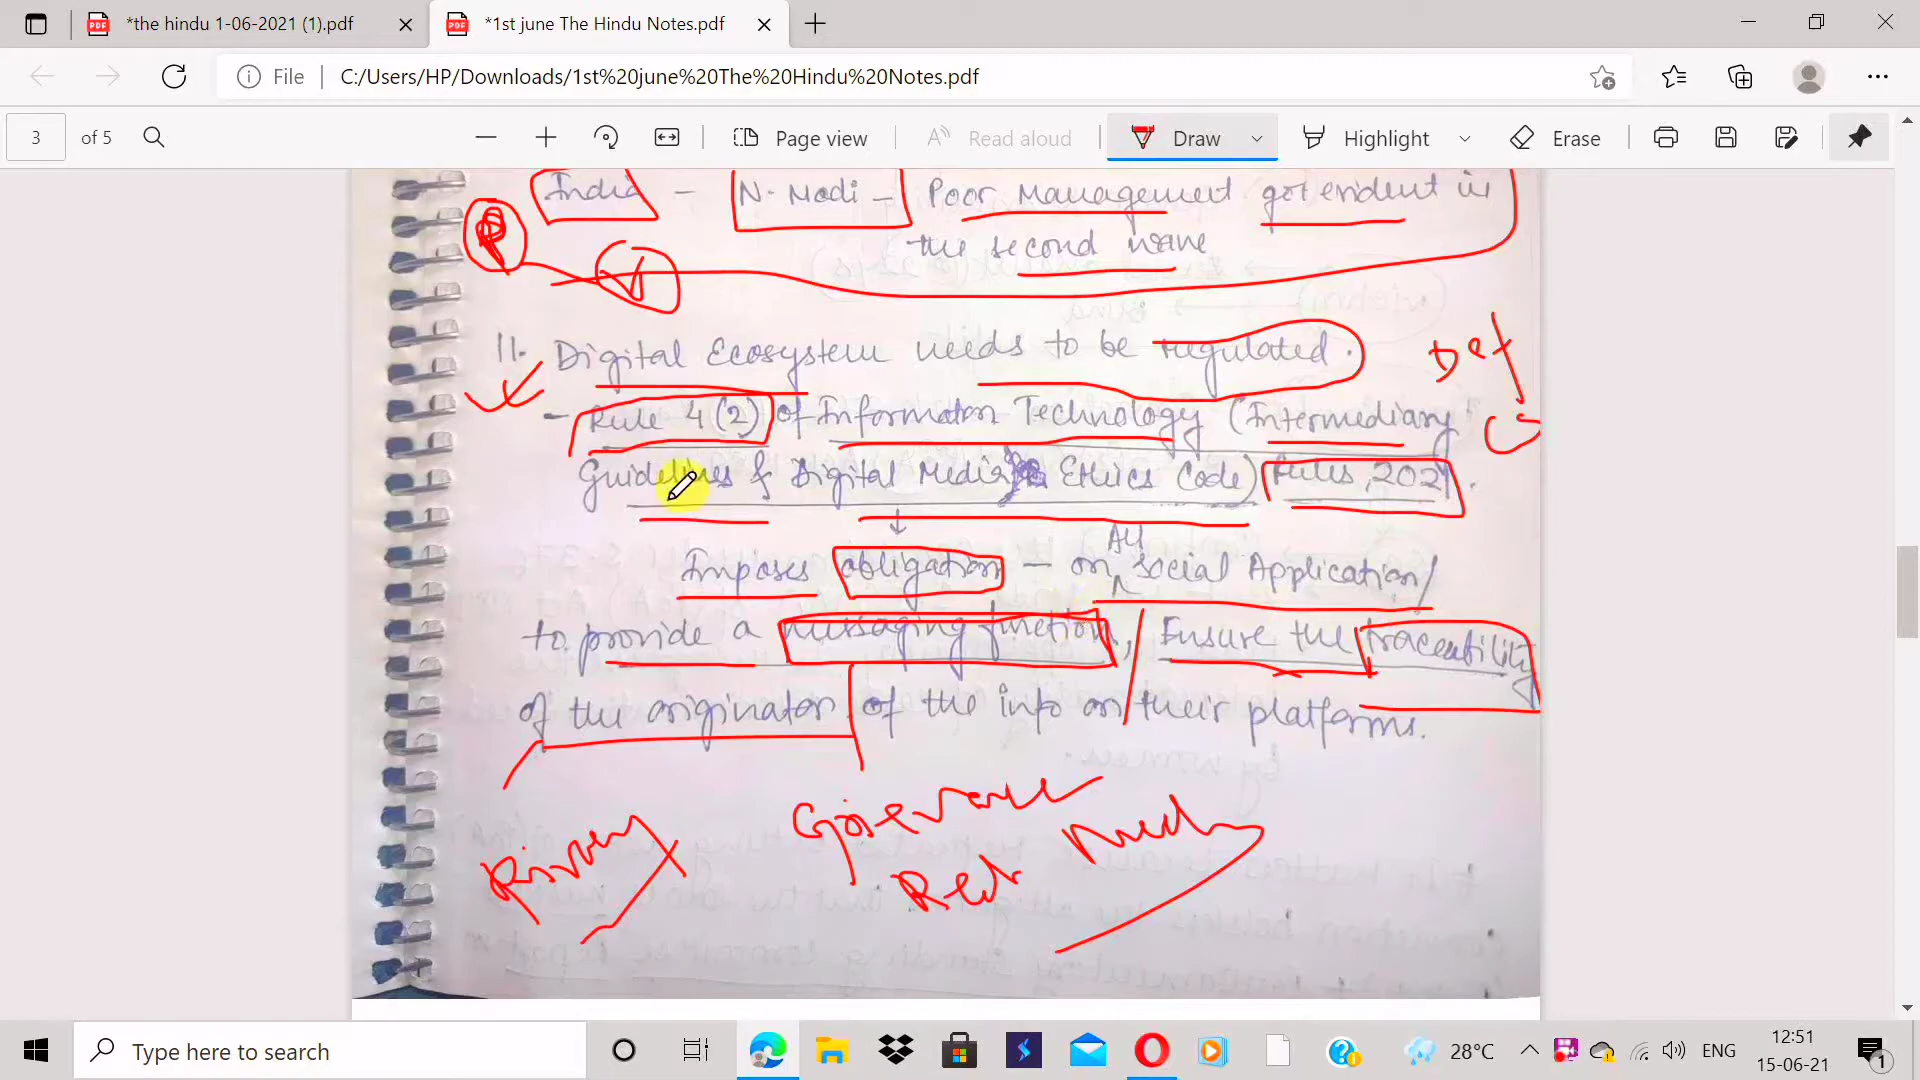 *the hindu 1-06-2021 (1).pdf
*1st june The Hindu Notes.pdf
File C:/Users/HP/Downloads/1st%20june%20The%20Hindu%20Notes.pdf
3 of 5 Page view Read aloud Draw Highlight Erase
India - N. Modi - Poor Management got evident in
the second wave
11. Digital Ecosystem needs to be regulated.
- Rule 4(2) of Information Technology (Intermediary
Guidelines & Digital Media Ethics Code) Rules, 2021.
Imposes obligation - on All social Application/
to provide a messaging function, Ensure the traceability
of the originator of the info on their platforms.
Grievance
Type here to search
28°C ENG 12:51
15-06-21
1